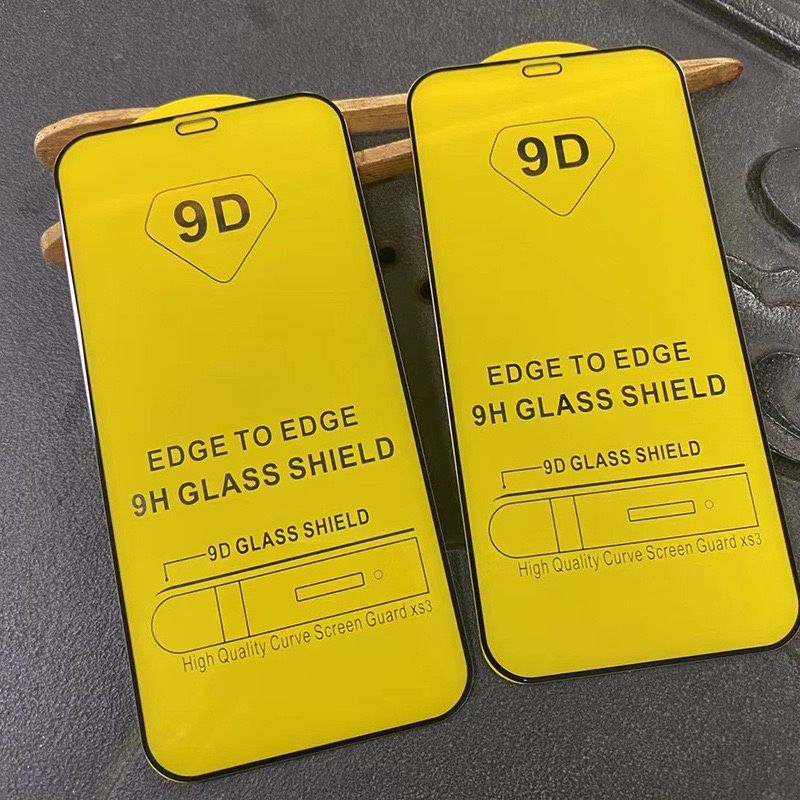 9D
EDGE TO EDGE
9H GLASS SHIELD
9D GLASS SHIELD
High Quality Curve Screen Guard xs3
9D
EDGE TO EDGE
9H GLASS SHIELD
9D GLASS SHIELD
High Quality Curve Screen Guard xs3